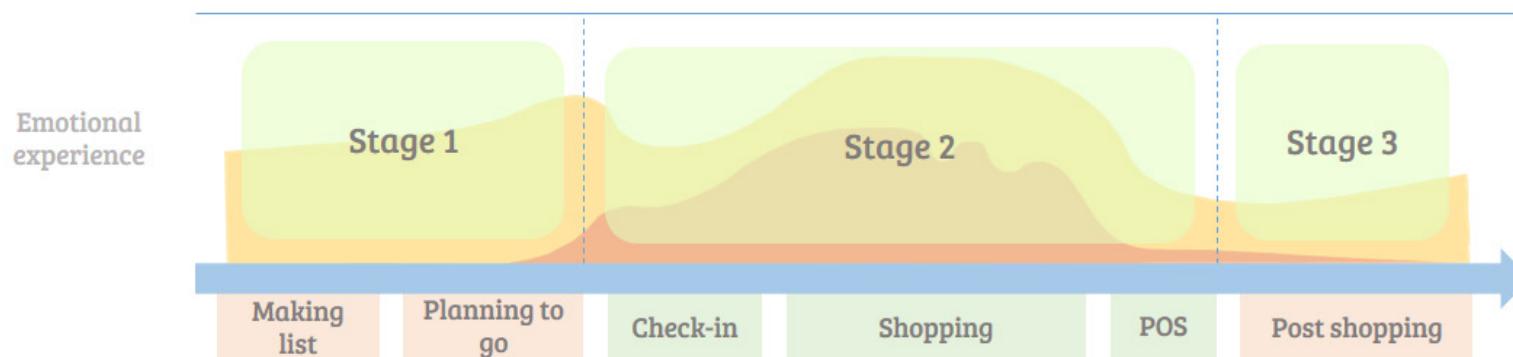 Emotional
experience
Stage 1
Stage 2
Stage 3
Making
list
Planning to
go
Check-in
Shopping
POS
Post shopping